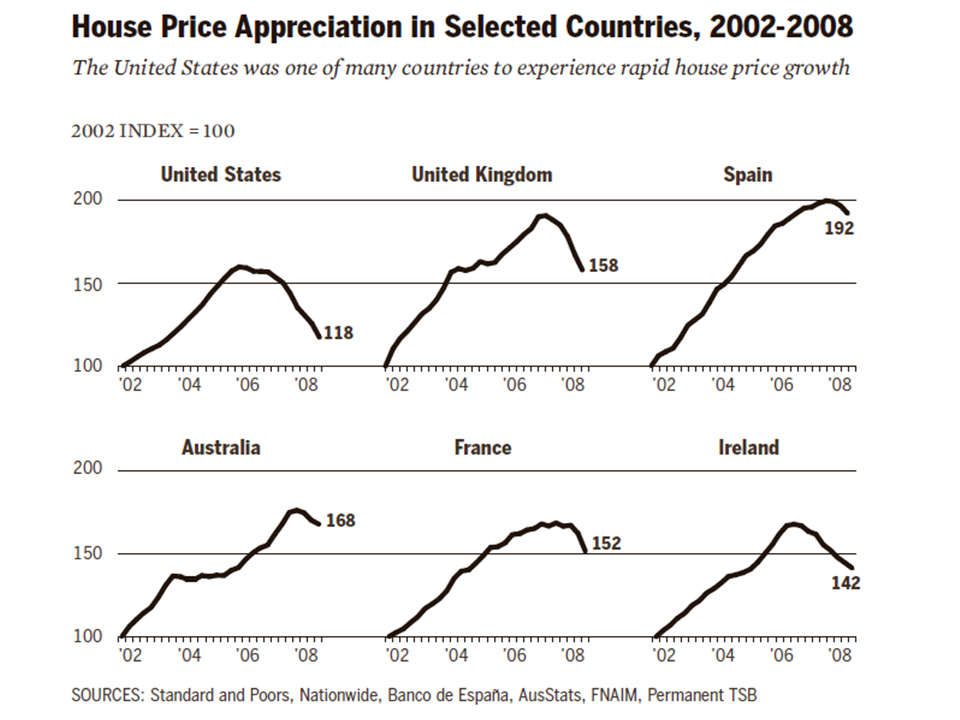 House Price Appreciation in Selected Countries, 2002-2008
The United States was one of many countries to experience rapid house price growth
2002 INDEX = 100
United States United Kingdom Spain
200
192
158
150
118
100
'02 '04 '06 '08 '02 '04 '06 '08 '02 '04 '06 '08
Australia France Ireland
200
168
152
150
142
100
'02 '04 '06 '08 '02 '04 '06 '08 '02 '04 '06 '08
SOURCES: Standard and Poors, Nationwide, Banco de España, AusStats, FNAIM, Permanent TSB